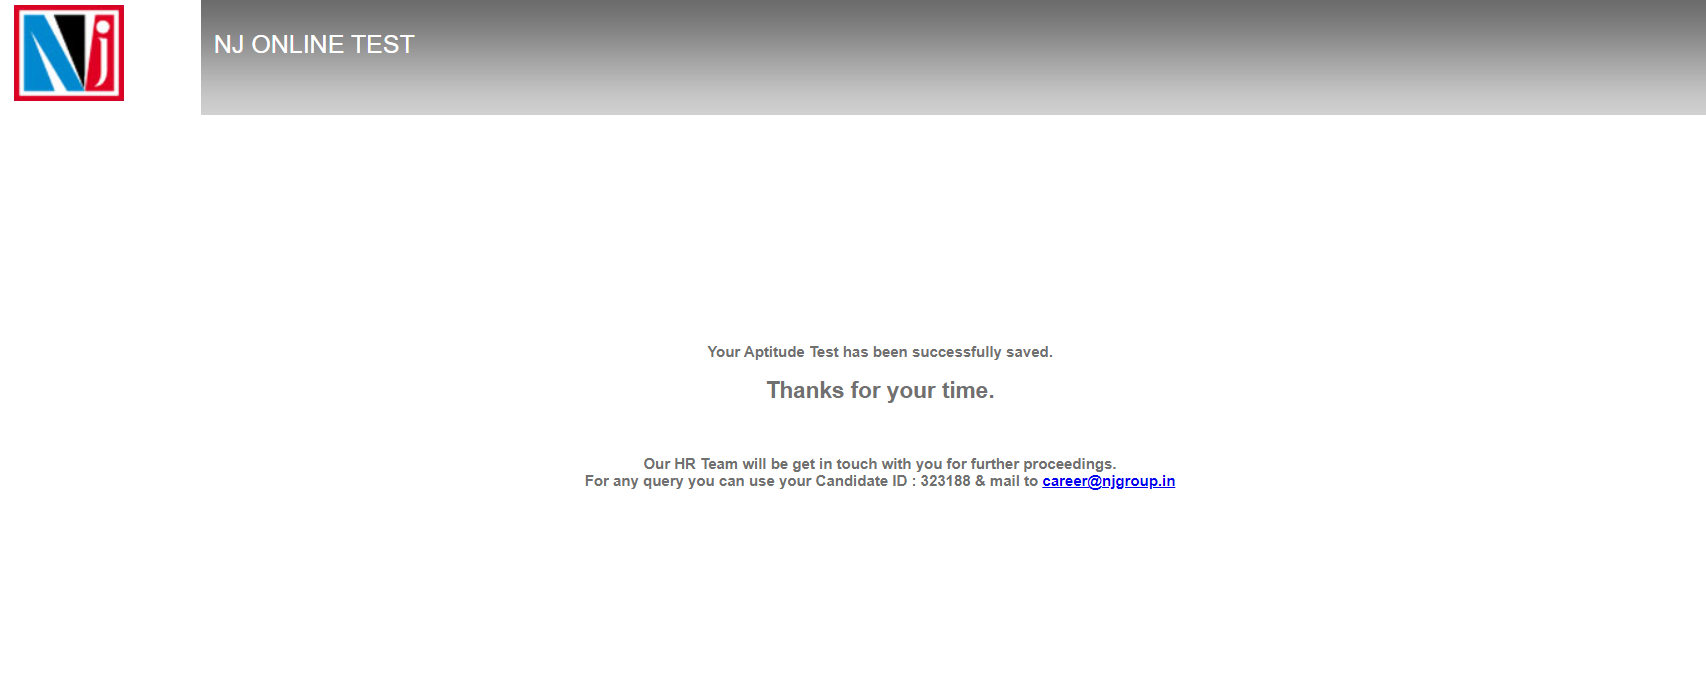 Nj
NJ ONLINE TEST
Your Aptitude Test has been successfully saved.
Thanks for your time.
Our HR Team will be get in touch with you for further proceedings.
For any query you can use your Candidate ID : 323188 & mail to career@njgroup.in